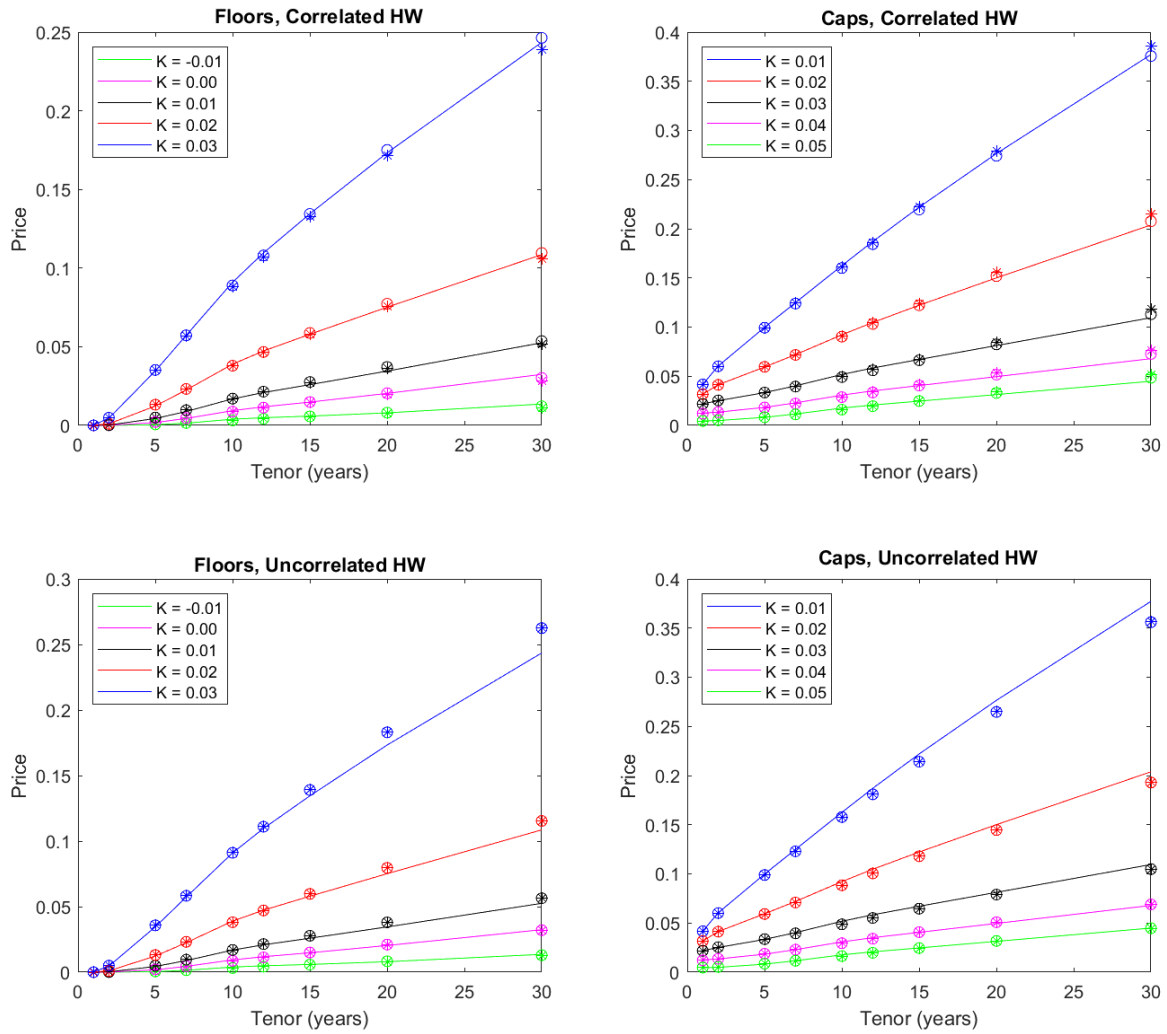 Floors, Correlated HW
0.25
0.2
0.15
0.1
0.05
0
Price
K = -0.01
K = 0.00
K = 0.01
K = 0.02
K = 0.03
0 5 10 15 20 25 30
Tenor (years)
Caps, Correlated HW
0.4
0.35
0.3
0.25
0.2
0.15
0.1
0.05
0
Price
K = 0.01
K = 0.02
K = 0.03
K = 0.04
K = 0.05
0 5 10 15 20 25 30
Tenor (years)
Floors, Uncorrelated HW
0.3
0.25
0.2
0.15
0.1
0.05
0
Price
K = -0.01
K = 0.00
K = 0.01
K = 0.02
K = 0.03
0 5 10 15 20 25 30
Tenor (years)
Caps, Uncorrelated HW
0.4
0.35
0.3
0.25
0.2
0.15
0.1
0.05
0
Price
K = 0.01
K = 0.02
K = 0.03
K = 0.04
K = 0.05
0 5 10 15 20 25 30
Tenor (years)